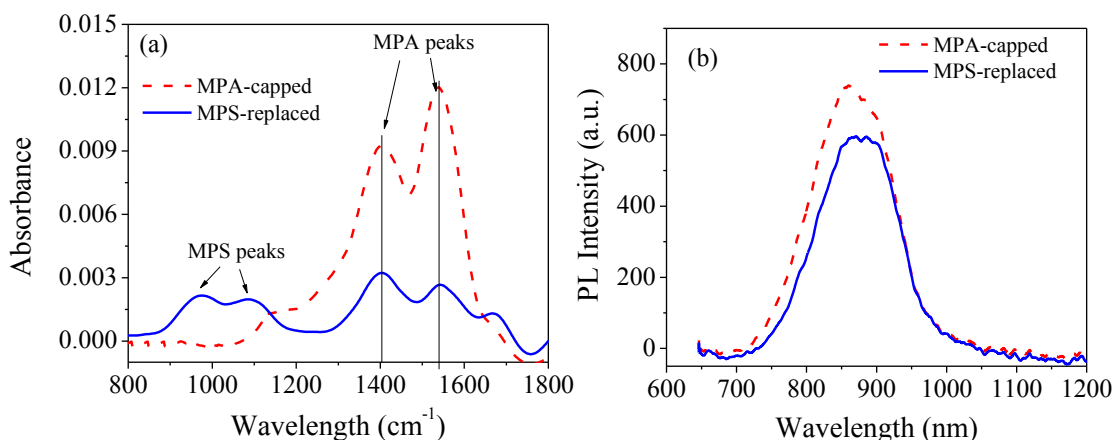 (a)
MPA peaks
MPA-capped
MPS-replaced
MPS peaks
Absorbance
0.015
0.012
0.009
0.006
0.003
0.000
800 1000 1200 1400 1600 1800
Wavelength (cm⁻¹)
(b)
MPA-capped
MPS-replaced
PL Intensity (a.u.)
800
600
400
200
0
600 700 800 900 1000 1100 1200
Wavelength (nm)